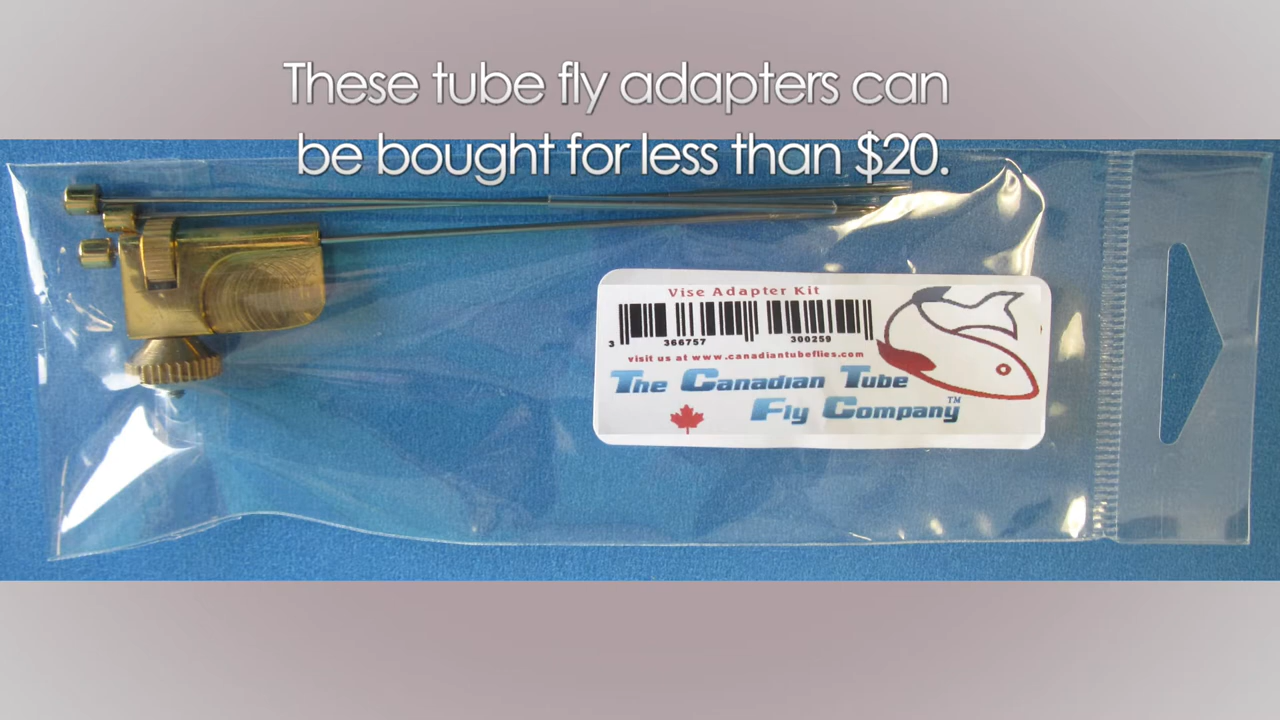 These tube fly adapters can
be bought for less than $20.
Vise Adapter Kit
3 366757 300259
visit us at www.canadiantubeflies.com
The Canadian Tube
Fly Company™